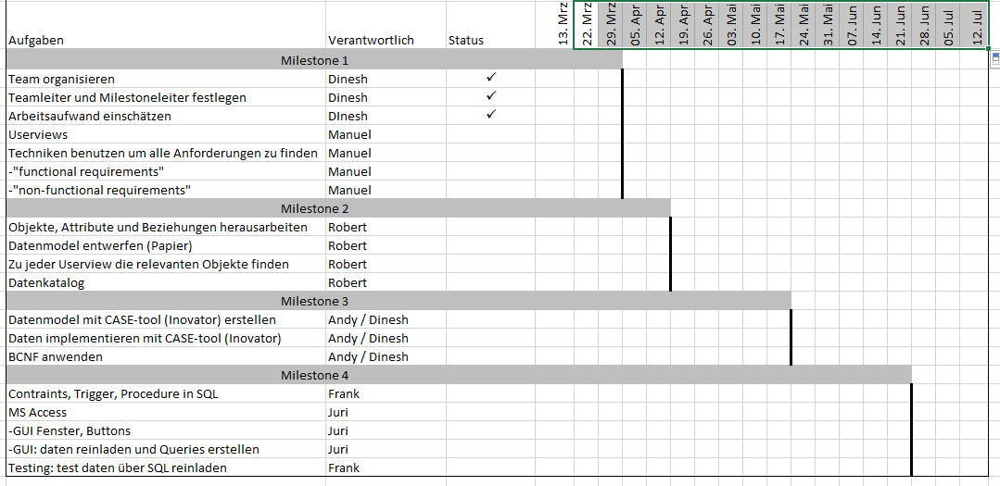 Aufgaben Verantwortlich Status 13. Mrz 22. Mrz 29. Mrz 05. Apr 12. Apr 19. Apr 26. Apr 03. Mai 10. Mai 17. Mai 24. Mai 31. Mai 07. Jun 14. Jun 21. Jun 28. Jun 05. Jul 12. Jul
Milestone 1
Team organisieren Dinesh ✓
Teamleiter und Milestoneleiter festlegen Dinesh ✓
Arbeitsaufwand einschätzen DInesh ✓
Userviews Manuel
Techniken benutzen um alle Anforderungen zu finden Manuel
-"functional requirements" Manuel
-"non-functional requirements" Manuel
Milestone 2
Objekte, Attribute und Beziehungen herausarbeiten Robert
Datenmodel entwerfen (Papier) Robert
Zu jeder Userview die relevanten Objekte finden Robert
Datenkatalog Robert
Milestone 3
Datenmodel mit CASE-tool (Inovator) erstellen Andy / Dinesh
Daten implementieren mit CASE-tool (Inovator) Andy / Dinesh
BCNF anwenden Andy / Dinesh
Milestone 4
Contraints, Trigger, Procedure in SQL Frank
MS Access Juri
-GUI Fenster, Buttons Juri
-GUI: daten reinladen und Queries erstellen Juri
Testing: test daten über SQL reinladen Frank